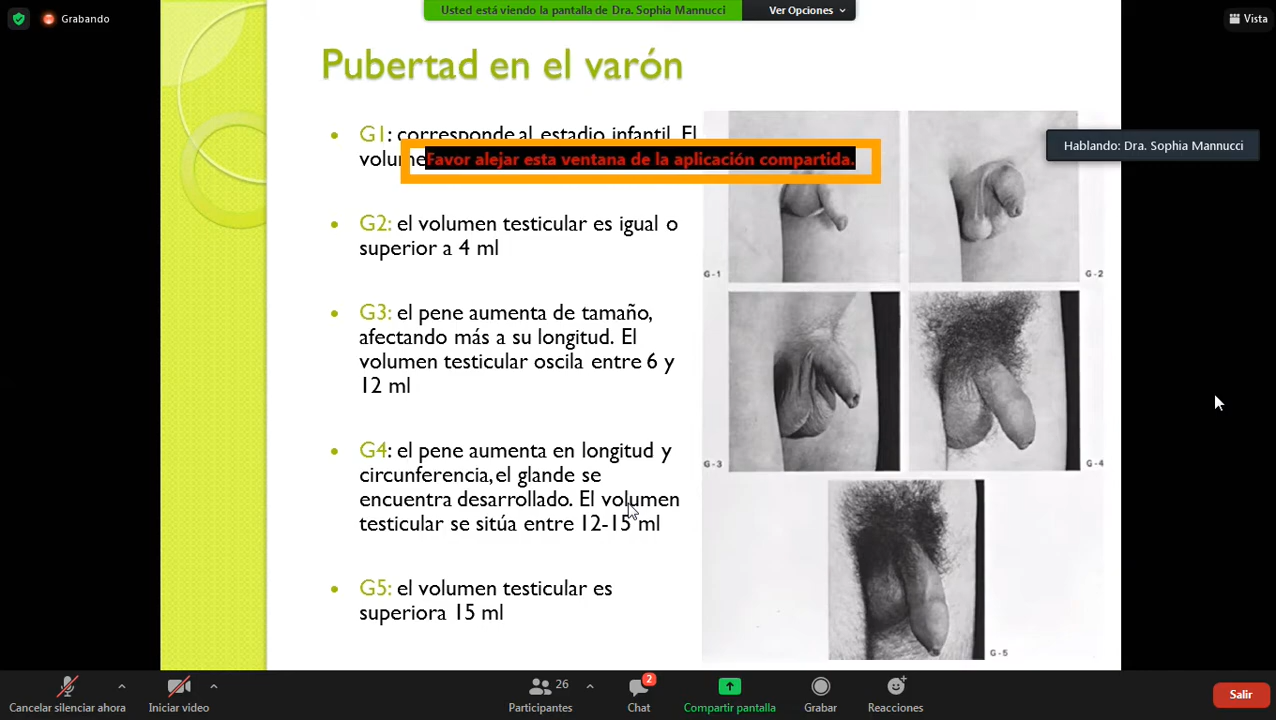 Usted está viendo la pantalla de Dra. Sophia Mannucci
Ver Opciones
Grabando
Vista
Pubertad en el varón
G1: corresponde al estadio infantil. El
Favor alejar esta ventana de la aplicación compartida.
Hablando: Dra. Sophia Mannucci
G2: el volumen testicular es igual o
superior a 4 ml
G3: el pene aumenta de tamaño,
afectando más a su longitud. El
volumen testicular oscila entre 6 y
12 ml
G4: el pene aumenta en longitud y
circunferencia, el glande se
encuentra desarrollado. El volumen
testicular se sitúa entre 12-15 ml
G5: el volumen testicular es
superiora 15 ml
G-1
G-2
G-3
G-4
G-5
Cancelar silenciar ahora
Iniciar video
26
Participantes
2
Chat
Compartir pantalla
Grabar
Reacciones
Salir